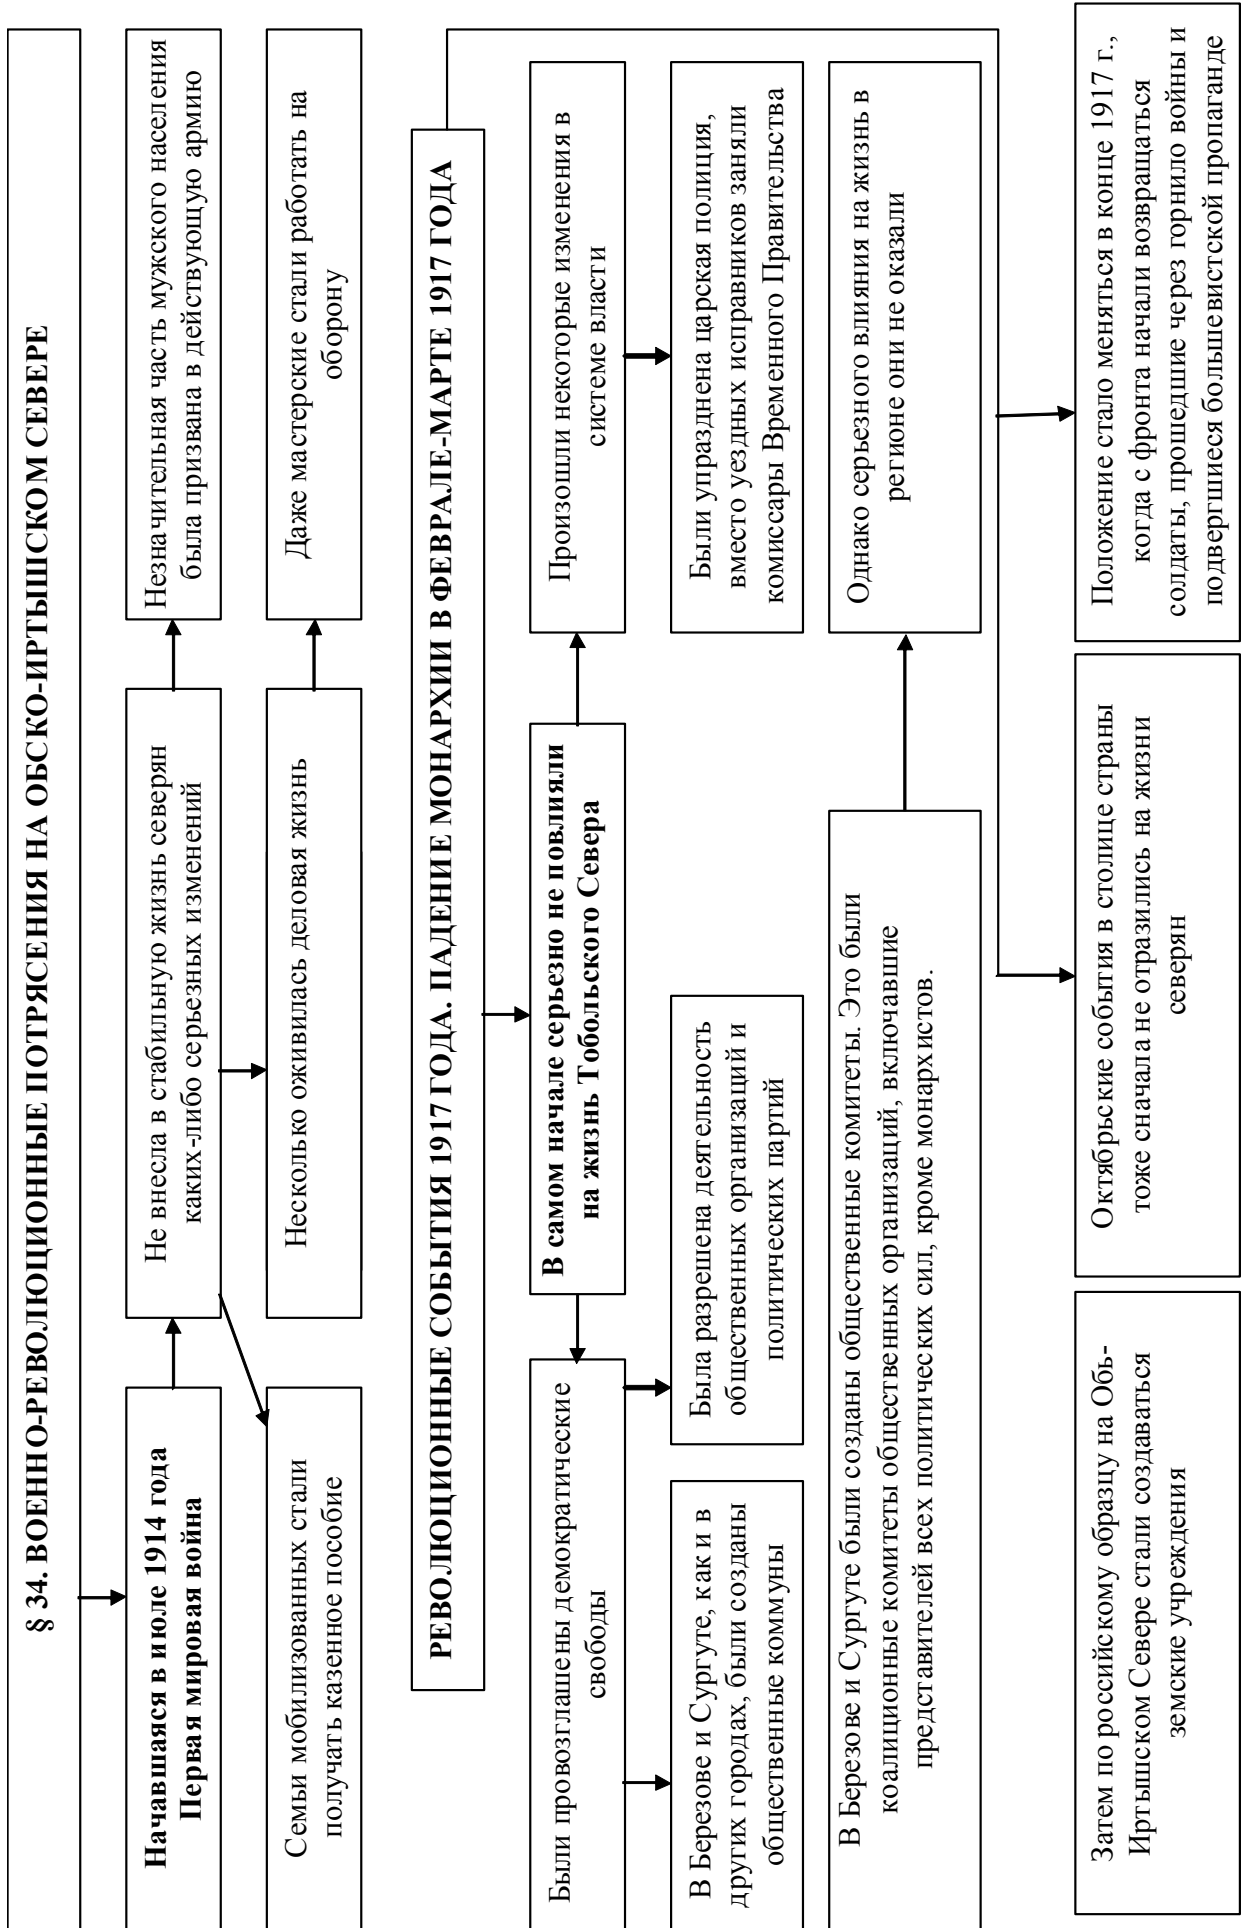 § 34. ВОЕННО-РЕВОЛЮЦИОННЫЕ ПОТРЯСЕНИЯ НА ОБСКО-ИРТЫШСКОМ СЕВЕРЕ
Начавшаяся в июле 1914 года
Первая мировая война
Не внесла в стабильную жизнь северян
каких-либо серьезных изменений
Незначительная часть мужского населения
была призвана в действующую армию
Семьи мобилизованных стали
получать казенное пособие
Несколько оживилась деловая жизнь
Даже мастерские стали работать на
оборону
РЕВОЛЮЦИОННЫЕ СОБЫТИЯ 1917 ГОДА. ПАДЕНИЕ МОНАРХИИ В ФЕВРАЛЕ-МАРТЕ 1917 ГОДА
Были провозглашены демократические
свободы
В самом начале серьезно не повлияли
на жизнь Тобольского Севера
Произошли некоторые изменения в
системе власти
В Березове и Сургуте, как и в
других городах, были созданы
общественные коммуны
Была разрешена деятельность
общественных организаций и
политических партий
Были упразднена царская полиция,
вместо уездных исправников заняли
комиссары Временного Правительства
В Березове и Сургуте были созданы общественные комитеты. Это были
коалиционные комитеты общественных организаций, включавшие
представителей всех политических сил, кроме монархистов.
Однако серьезного влияния на жизнь в
регионе они не оказали
Затем по российскому образцу на Обь-
Иртышском Севере стали создаваться
земские учреждения
Октябрьские события в столице страны
тоже сначала не отразились на жизни
северян
Положение стало меняться в конце 1917 г.,
когда с фронта начали возвращаться
солдаты, прошедшие через горнило войны и
подвергшиеся большевистской пропаганде